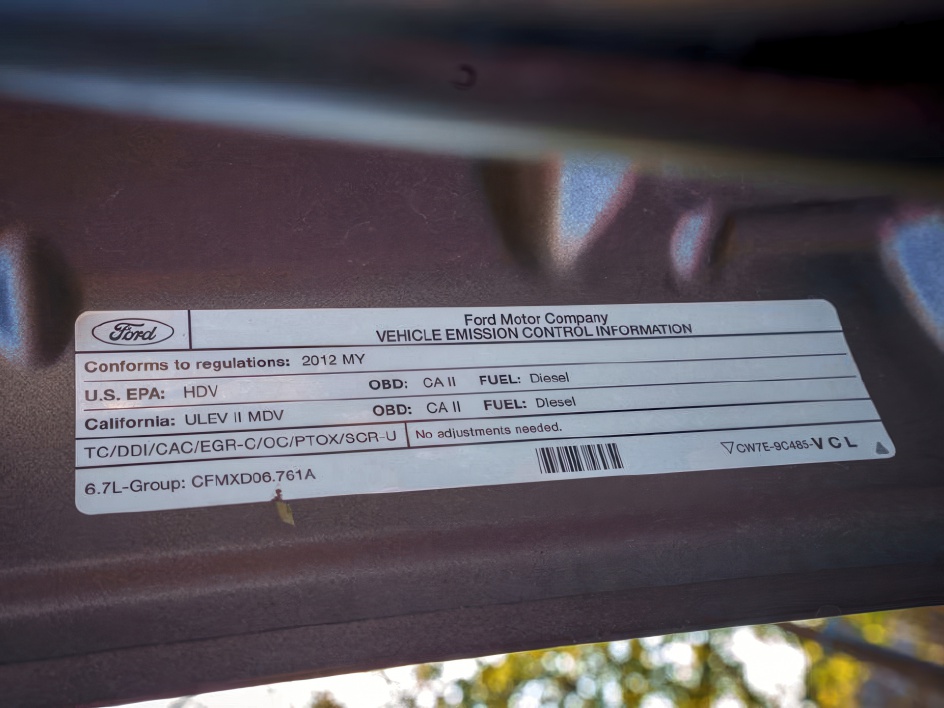 Ford
Ford Motor Company
VEHICLE EMISSION CONTROL INFORMATION
Conforms to regulations: 2012 MY
U.S. EPA: HDV OBD: CA II FUEL: Diesel
California: ULEV II MDV OBD: CA II FUEL: Diesel
TC/DDI/CAC/EGR-C/OC/PTOX/SCR-U No adjustments needed.
6.7L-Group: CFMXD06.761A
CW7E-9C485-VCL